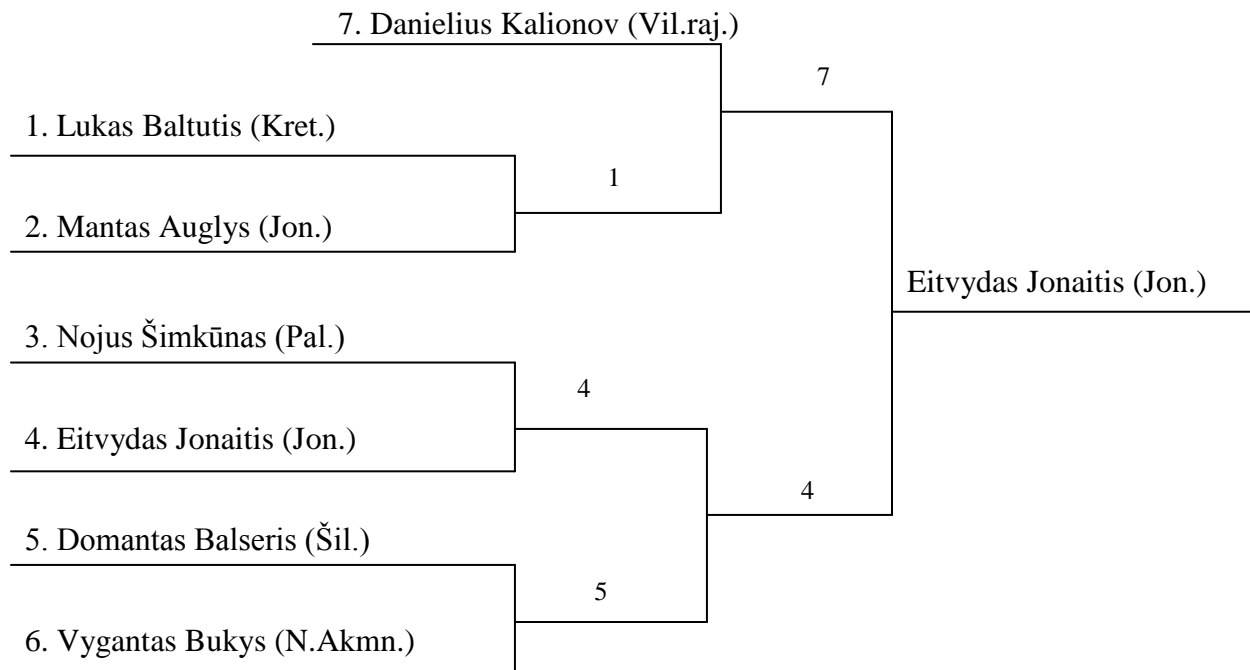 7. Danielius Kalionov (Vil.raj.)
7
1. Lukas Baltutis (Kret.)
1
2. Mantas Auglys (Jon.)
Eitvydas Jonaitis (Jon.)
3. Nojus Šimkūnas (Pal.)
4
4. Eitvydas Jonaitis (Jon.)
4
5. Domantas Balseris (Šil.)
5
6. Vygantas Bukys (N.Akmn.)